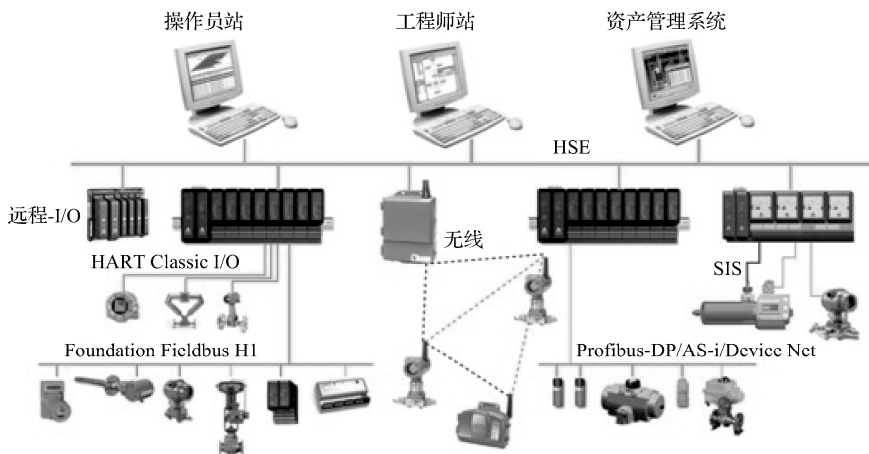 操作员站
工程师站
资产管理系统
HSE
远程-I/O
无线
HART Classic I/O
SIS
Foundation Fieldbus H1
Profibus-DP/AS-i/Device Net